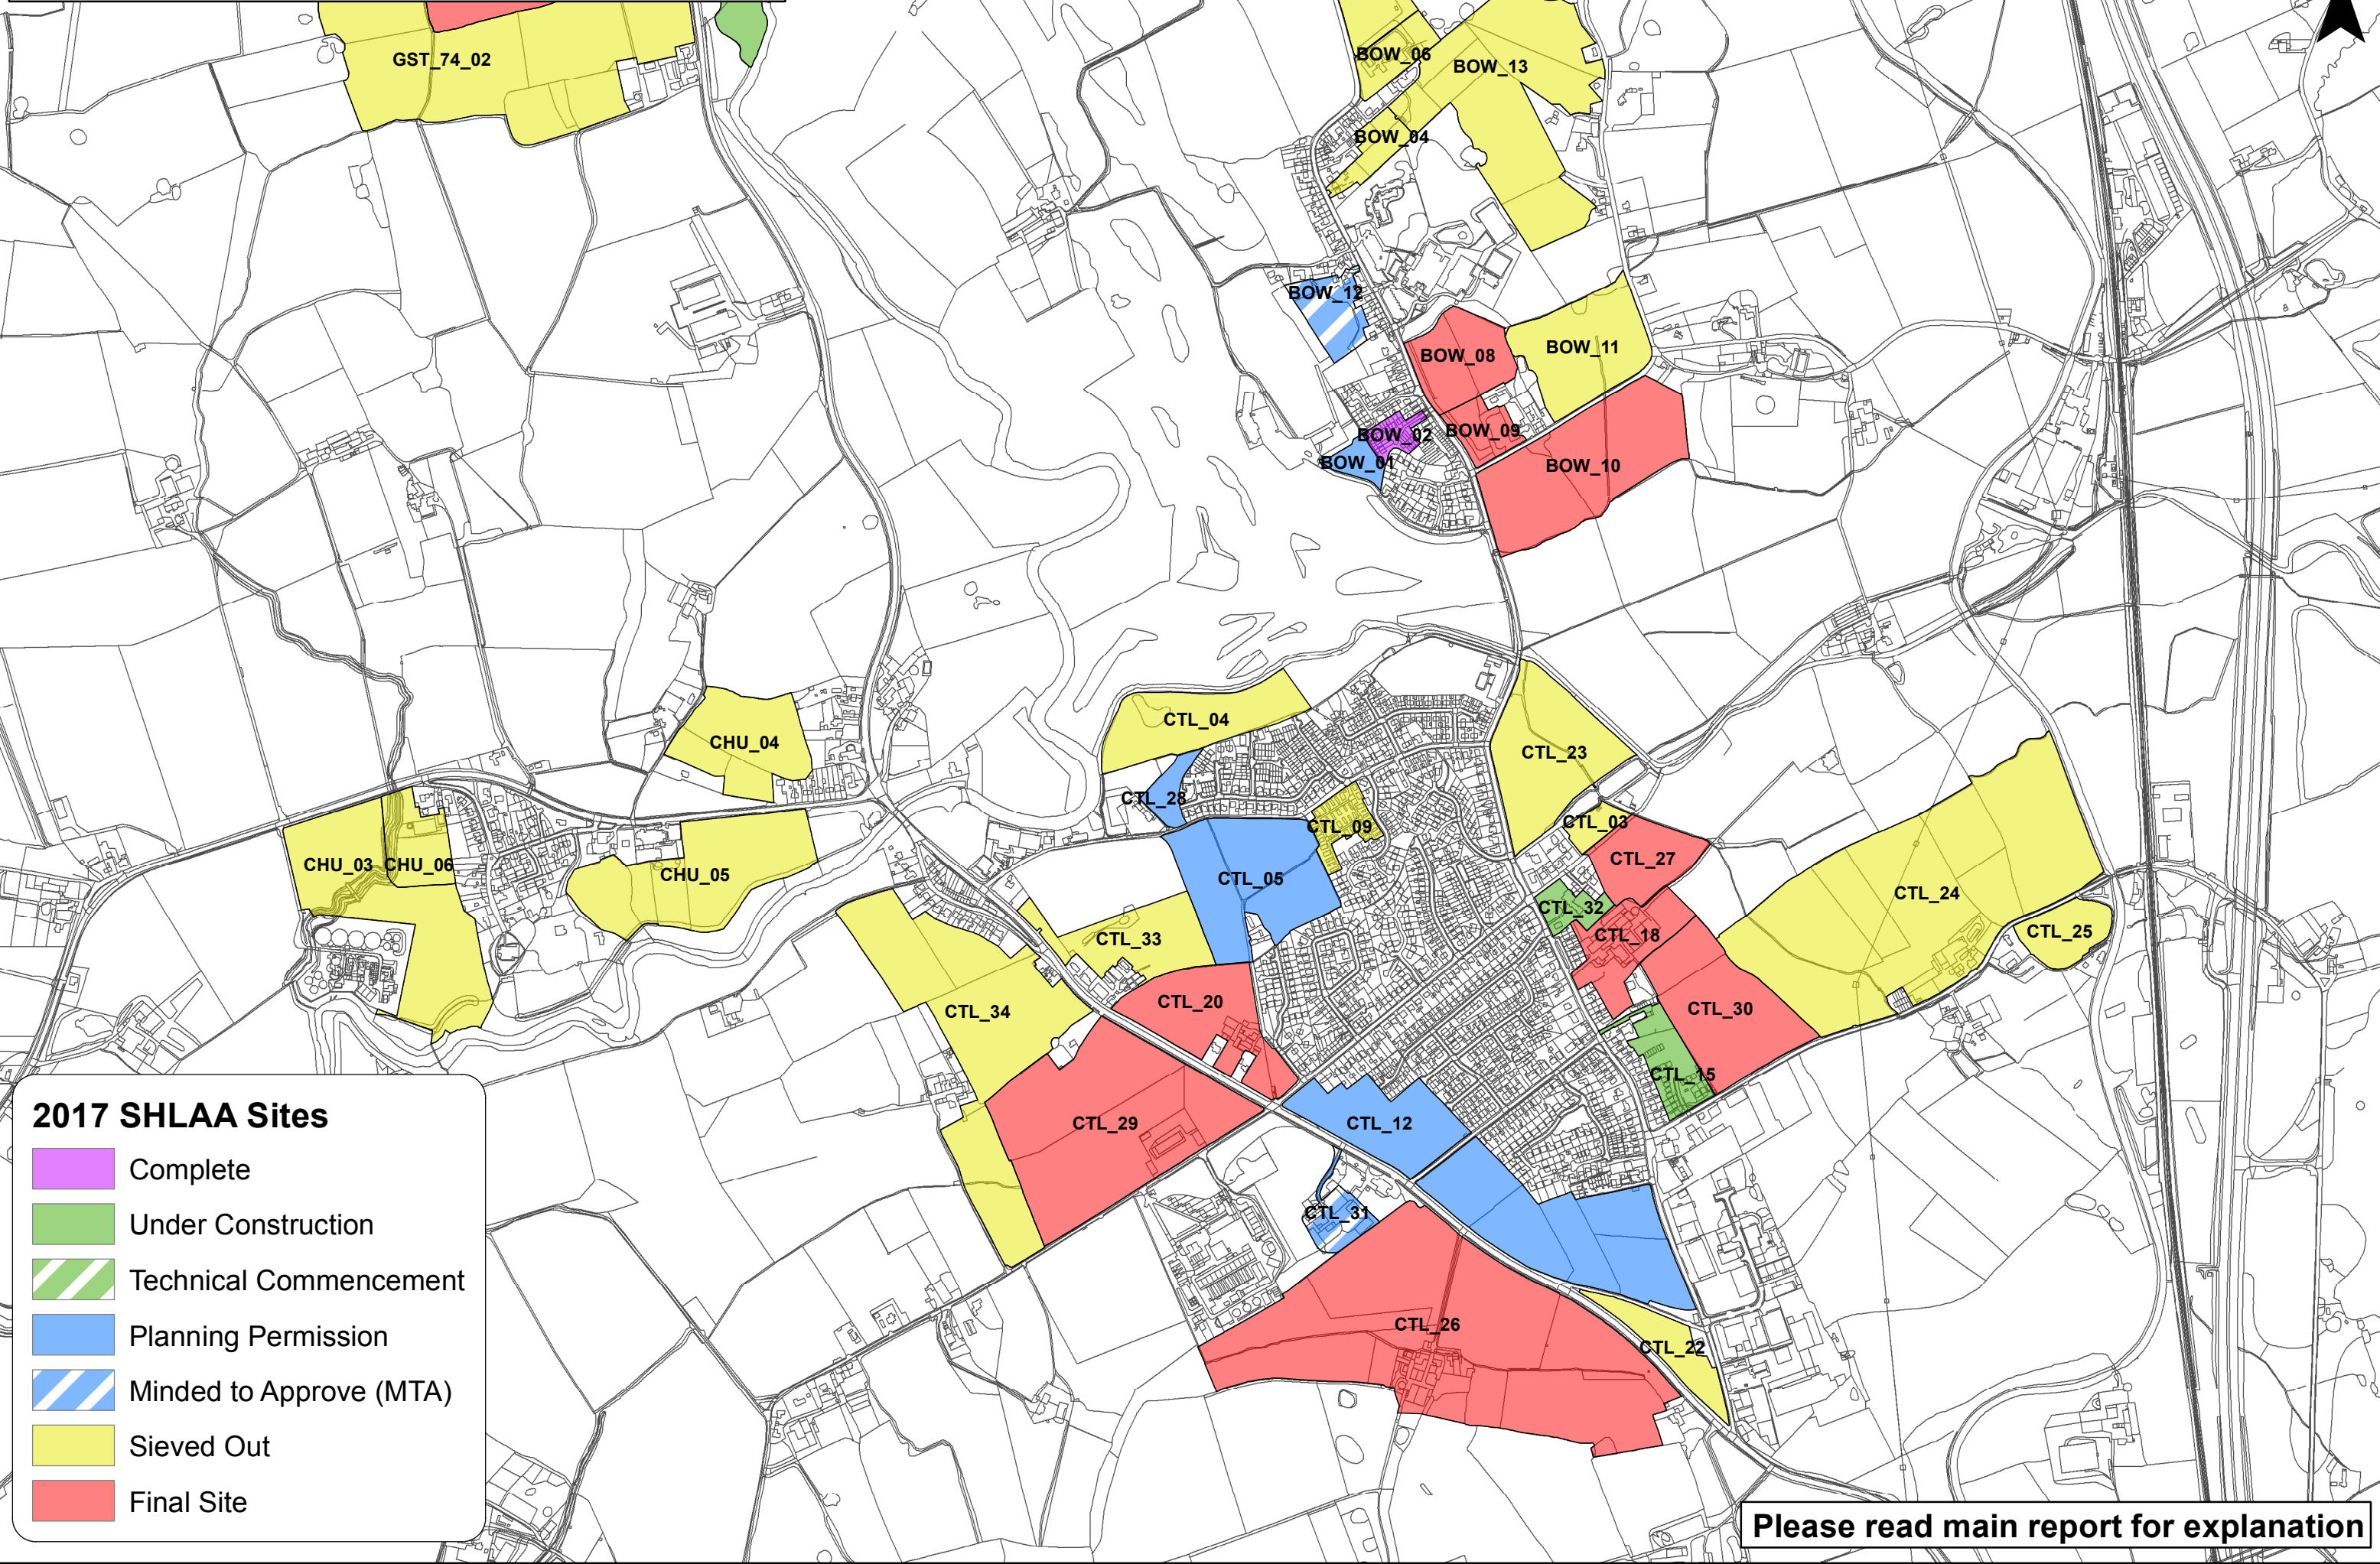 GST_74_02
BOW_06
BOW_13
BOW_04
BOW_12
BOW_08
BOW_11
BOW_02
BOW_09
BOW_01
BOW_10
CTL_04
CHU_04
CTL_23
CTL_28
CTL_09
CTL_03
CHU_03
CHU_06
CHU_05
CTL_05
CTL_27
CTL_24
CTL_32
CTL_33
CTL_18
CTL_25
CTL_20
CTL_34
CTL_30
CTL_15
CTL_29
CTL_12
CTL_31
CTL_26
CTL_22
2017 SHLAA Sites
Complete
Under Construction
Technical Commencement
Planning Permission
Minded to Approve (MTA)
Sieved Out
Final Site
Please read main report for explanation